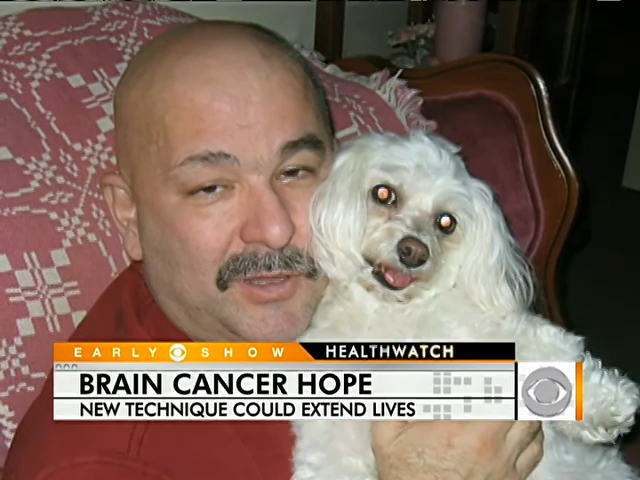 EARLY SHOW HEALTHWATCH
BRAIN CANCER HOPE
NEW TECHNIQUE COULD EXTEND LIVES